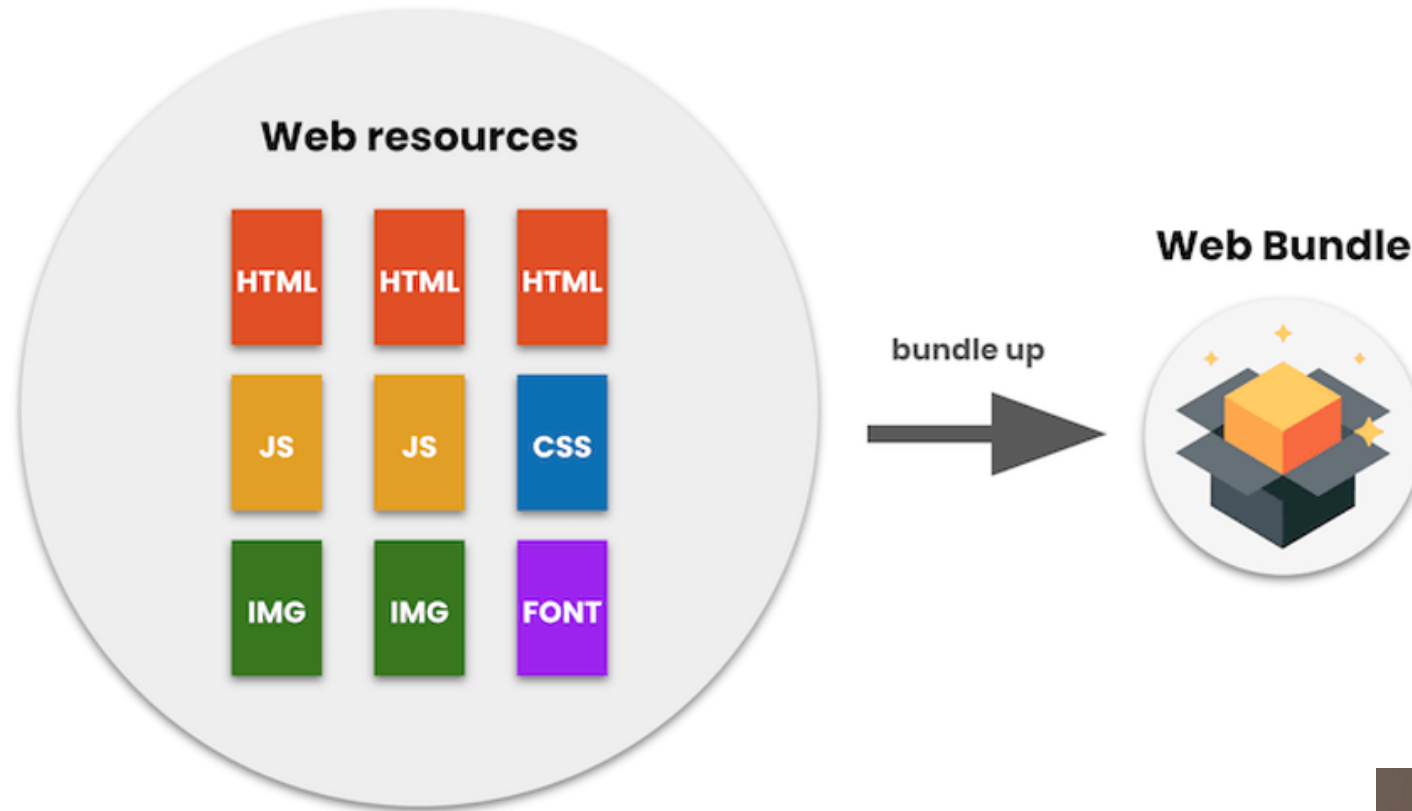 Web resources
HTML HTML HTML
JS JS CSS
IMG IMG FONT
bundle up
Web Bundle